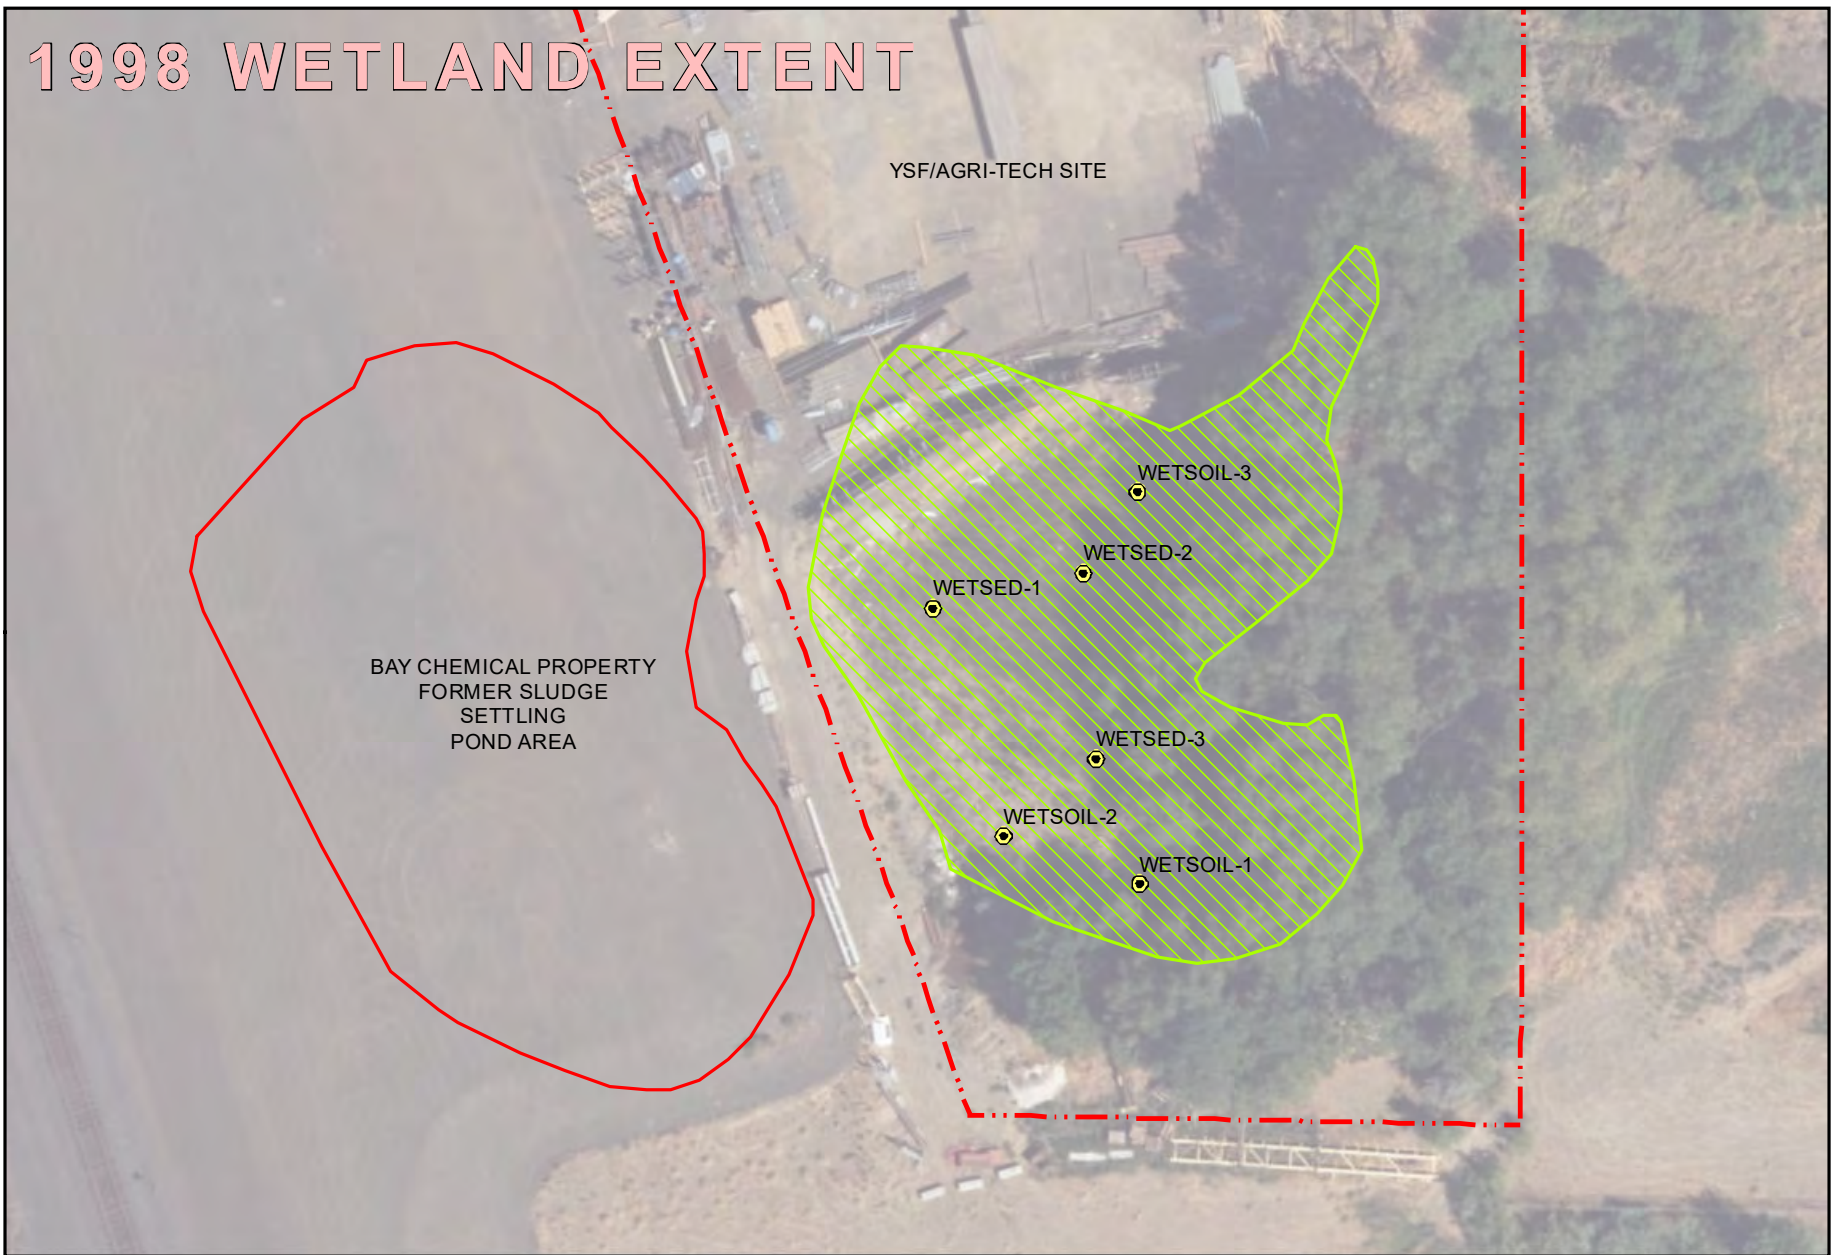 1998 WETLAND EXTENT
YSF/AGRI-TECH SITE
WETSOIL-3
WETSED-2
WETSED-1
BAY CHEMICAL PROPERTY
FORMER SLUDGE
SETTLING
POND AREA
WETSED-3
WETSOIL-2
WETSOIL-1